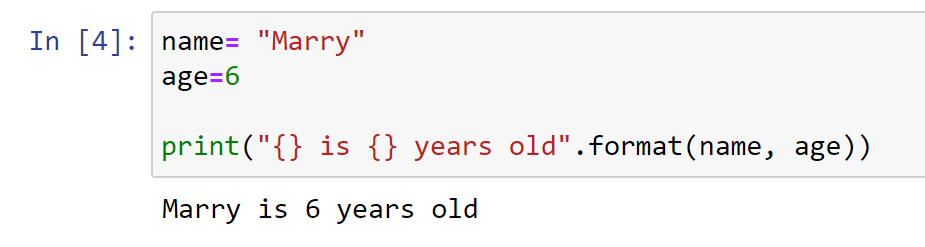 In [4]: name= "Marry"
age=6
print("{} is {} years old".format(name, age))
Marry is 6 years old